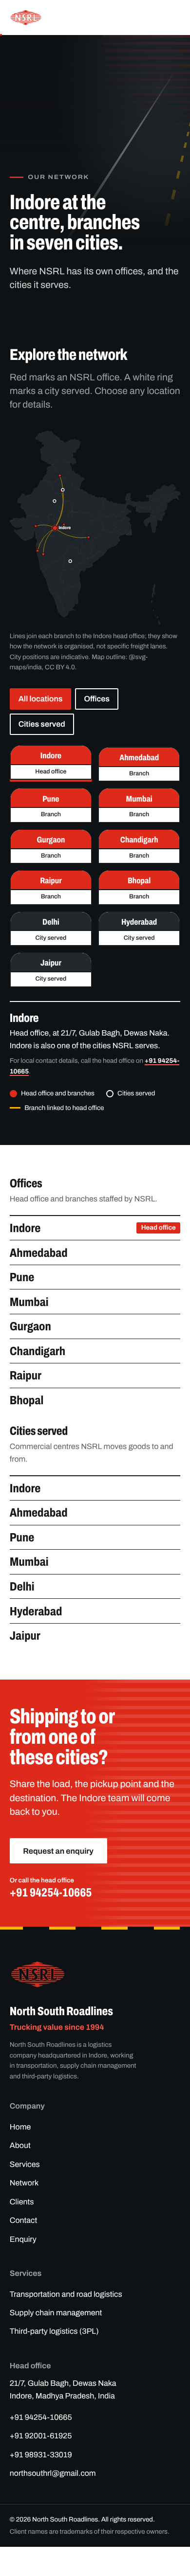 NSRL
OUR NETWORK
Indore at the
centre, branches
in seven cities.
Where NSRL has its own offices, and the
cities it serves.
Explore the network
Red marks an NSRL office. A white ring
marks a city served. Choose any location
for details.
Indore
Lines join each branch to the Indore head office; they show
how the network is organised, not specific freight lanes.
City positions are indicative. Map outline: @svg-
maps/india, CC BY 4.0.
All locations
Offices
Cities served
Indore
Head office
Ahmedabad
Branch
Pune
Branch
Mumbai
Branch
Gurgaon
Branch
Chandigarh
Branch
Raipur
Branch
Bhopal
Branch
Delhi
City served
Hyderabad
City served
Jaipur
City served
Indore
Head office, at 21/7, Gulab Bagh, Dewas Naka.
Indore is also one of the cities NSRL serves.
For local contact details, call the head office on +91 94254-
10665
Head office and branches
Cities served
Branch linked to head office
Offices
Head office and branches staffed by NSRL.
Indore
Head office
Ahmedabad
Pune
Mumbai
Gurgaon
Chandigarh
Raipur
Bhopal
Cities served
Commercial centres NSRL moves goods to and
from.
Indore
Ahmedabad
Pune
Mumbai
Delhi
Hyderabad
Jaipur
Shipping to or
from one of
these cities?
Share the load, the pickup point and the
destination. The Indore team will come
back to you.
Request an enquiry
Or call the head office
+91 94254-10665
NSRL
North South Roadlines
Trucking value since 1994
North South Roadlines is a logistics
company headquartered in Indore, working
in transportation, supply chain management
and third-party logistics.
Company
Home
About
Services
Network
Clients
Contact
Enquiry
Services
Transportation and road logistics
Supply chain management
Third-party logistics (3PL)
Head office
21/7, Gulab Bagh, Dewas Naka
Indore, Madhya Pradesh, India
+91 94254-10665
+91 92001-61925
+91 98931-33019
northsouthrl@gmail.com
© 2026 North South Roadlines. All rights reserved.
Client names are trademarks of their respective owners.